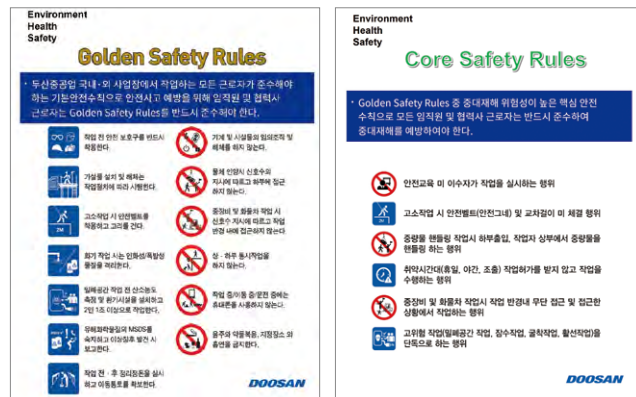 Environment
Health
Safety
Golden Safety Rules
· 두산중공업 국내·외 사업장에서 작업하는 모든 근로자가 준수해야
하는 기본안전수칙으로 안전사고 예방을 위해 임직원 및 협력사
근로자는 Golden Safety Rules를 반드시 준수해야 한다.
작업 전 안전 보호구를 반드시
착용한다.
가설물 설치 및 해체는
작업절차에 따라 시행한다.
고소작업 시 안전벨트를
착용하고 고리를 건다.
2M
화기 작업 시는 인화성/폭발성
물질을 격리한다.
밀폐공간 작업 전 산소농도
측정 및 환기시설을 설치하고
2인 1조 이상으로 작업한다.
유해화학물질의 MSDS를
숙지하고 이상징후 발견 시
보고한다.
작업 전·후 정리정돈을 실시
하고 이동통로를 확보한다.
기계 및 시설물의 임의조작 및
해체를 하지 않는다.
물체 인양시 신호수의
지시에 따르고 하부에 접근
하지 않는다.
중장비 및 화물차 작업 시
신호수 지시에 따르고 작업
반경 내에 접근하지 않는다.
상·하부 동시작업을
하지 않는다.
작업 중/이동 중/운전 중에는
휴대폰을 사용하지 않는다.
음주와 약물복용, 지정장소 외
흡연을 금지한다.
DOOSAN
Environment
Health
Safety
Core Safety Rules
· Golden Safety Rules 중 중대재해 위험성이 높은 핵심 안전
수칙으로 모든 임직원 및 협력사 근로자는 반드시 준수하여
중대재해를 예방하여야 한다.
안전교육 미 이수자가 작업을 실시하는 행위
고소작업 시 안전벨트(안전그네) 및 교차걸이 미 체결 행위
2M
중량물 핸들링 작업시 하부출입, 작업자 상부에서 중량물을
핸들링 하는 행위
취약시간대(휴일, 야간, 조출) 작업허가를 받지 않고 작업을
수행하는 행위
중장비 및 화물차 작업시 작업 반경내 무단 접근 및 접근한
상황에서 작업하는 행위
고위험 작업(밀폐공간 작업, 잠수작업, 굴착작업, 활선작업)을
단독으로 하는 행위
DOOSAN